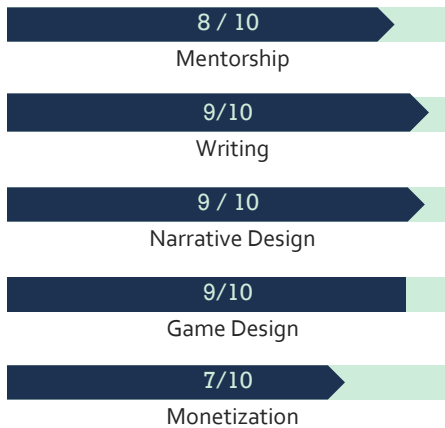 8 / 10
Mentorship
9/10
Writing
9 / 10
Narrative Design
9/10
Game Design
7/10
Monetization